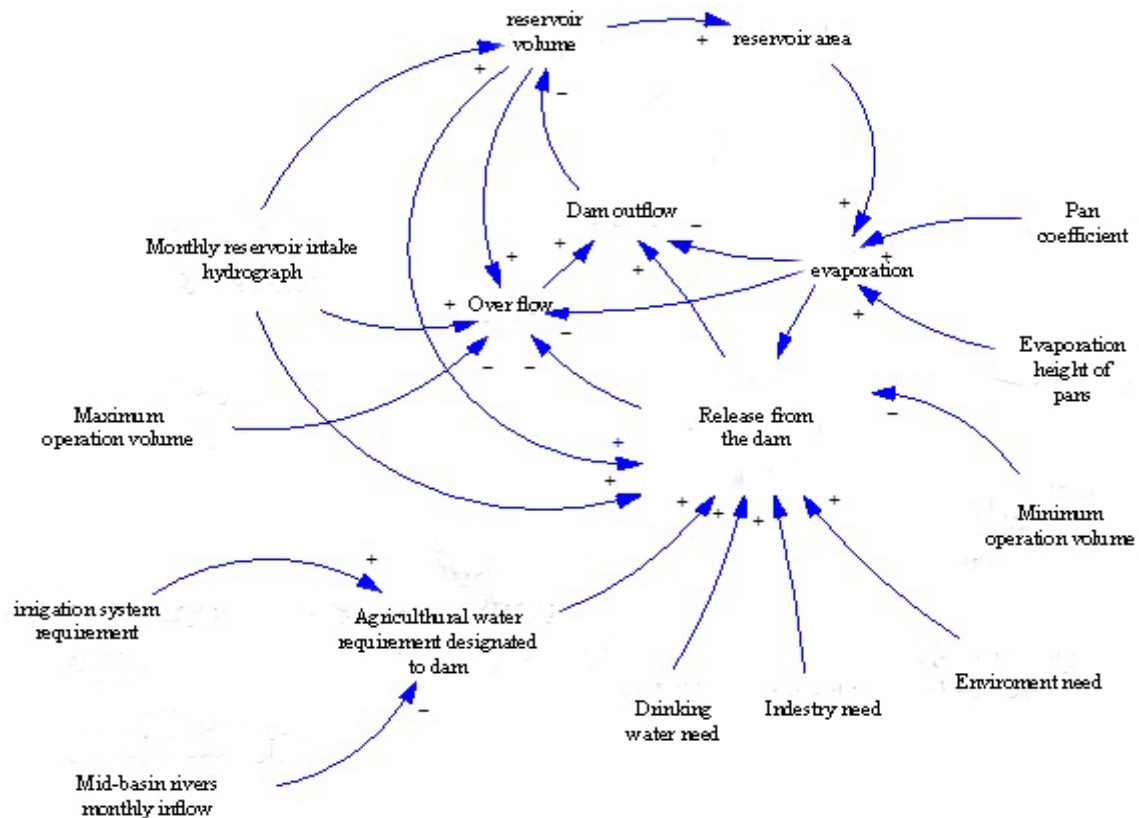 reservoir
volume
+
reservoir area
+
−
Dam outflow
+
Pan
coefficient
Monthly reservoir intake
hydrograph
+
−
+
+
+
evaporation
+
Over flow
−
+
Evaporation
height of
pans
−
−
Maximum
operation volume
Release from
the dam
−
+
+
+
+
+
+
Minimum
operation volume
+
irrigation system
requirement
Agriculthural water
requirement designated
to dam
Enviroment need
−
Drinking
water need
Indestry need
Mid-basin rivers
monthly inflow